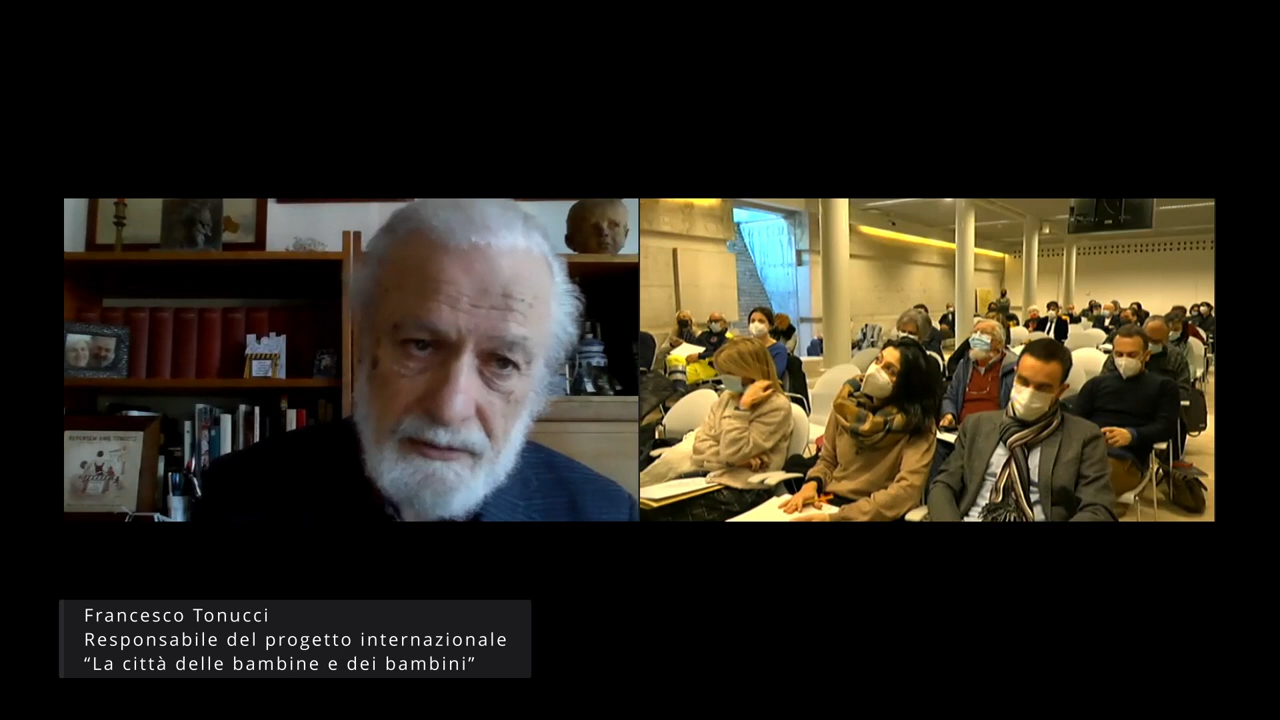 Francesco Tonucci
Responsabile del progetto internazionale
“La città delle bambine e dei bambini”